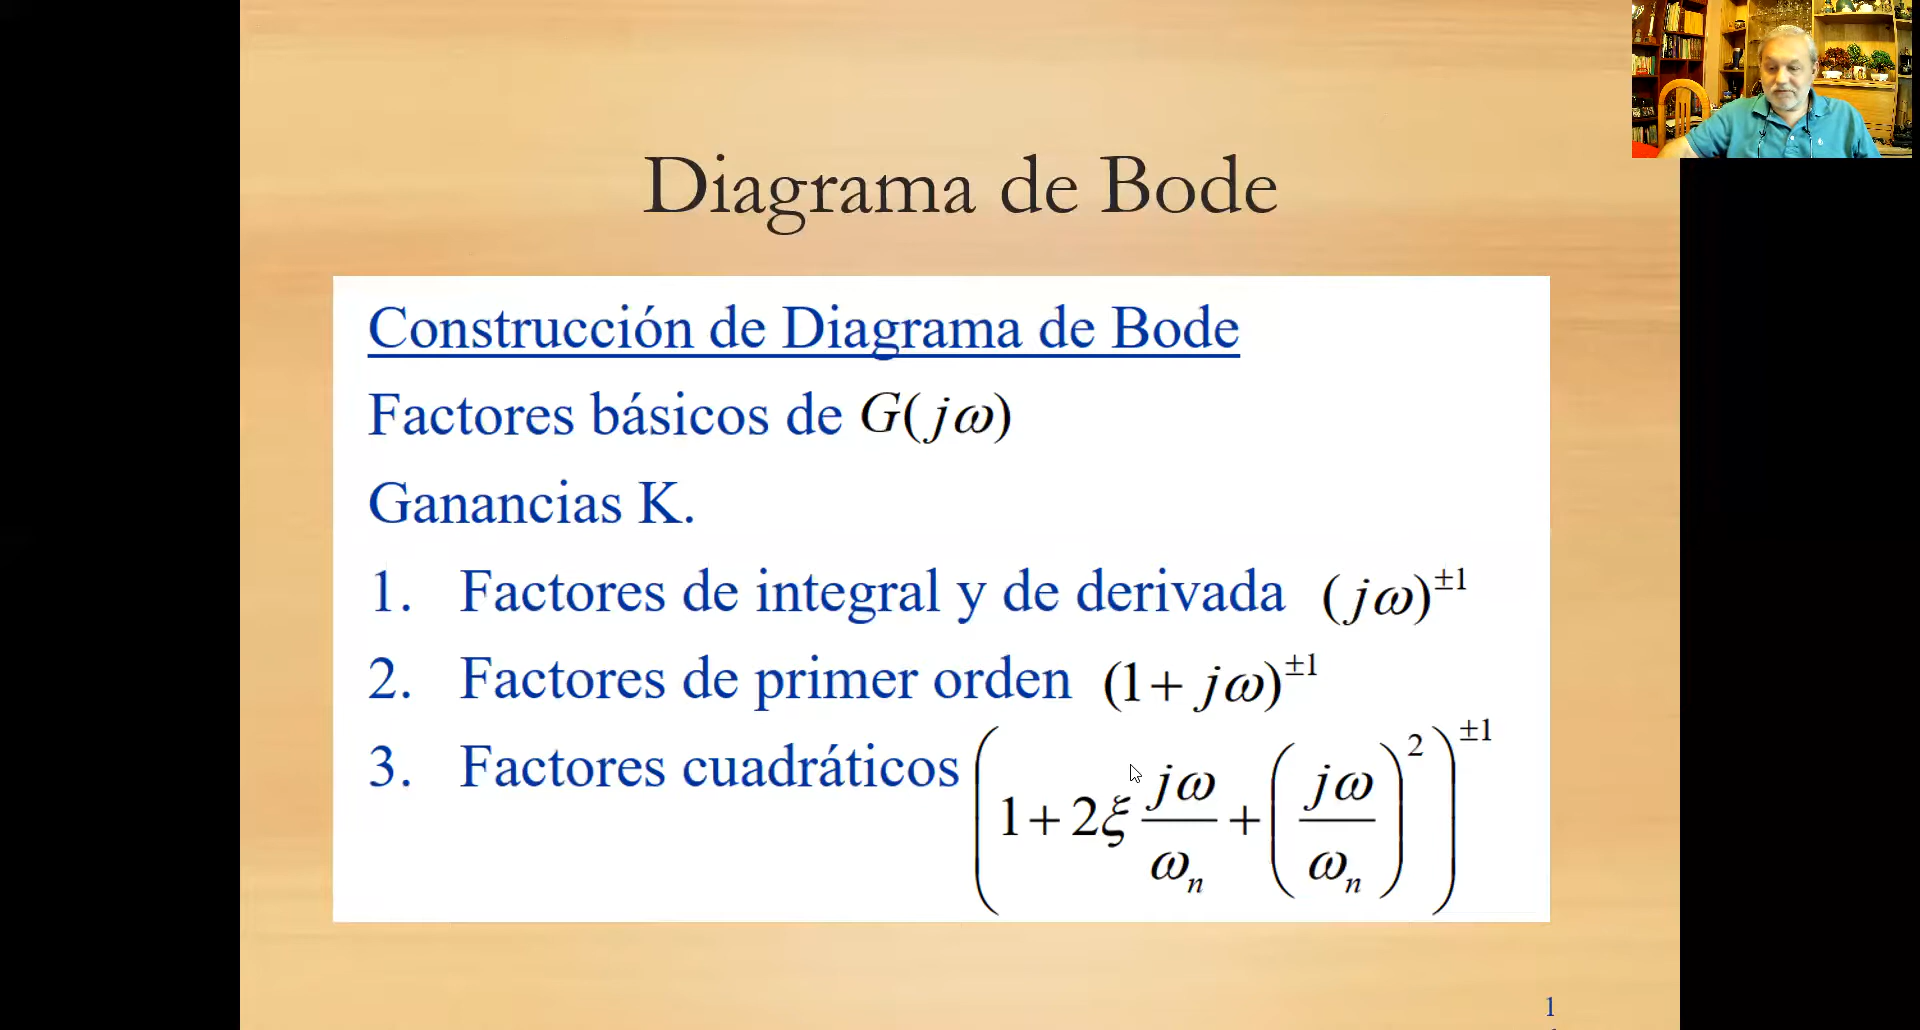 Diagrama de Bode
Construcción de Diagrama de Bode
Factores básicos de G(jω)
Ganancias K.
1. Factores de integral y de derivada (jω)^±1
2. Factores de primer orden (1+ jω)^±1
3. Factores cuadráticos (1+2ξ jω/ωₙ + (jω/ωₙ)^2)^±1
1